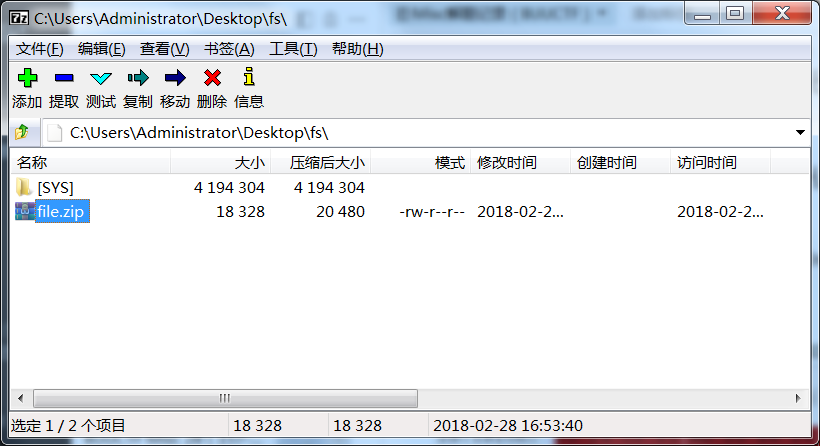 C:\Users\Administrator\Desktop\fs\
文件(F) 编辑(E) 查看(V) 书签(A) 工具(T) 帮助(H)
添加 提取 测试 复制 移动 删除 信息
C:\Users\Administrator\Desktop\fs\
名称 大小 压缩后大小 模式 修改时间 创建时间 访问时间
[SYS] 4 194 304 4 194 304
file.zip 18 328 20 480 -rw-r--r-- 2018-02-2... 2018-02-2...
选定 1 / 2 个项目 18 328 18 328 2018-02-28 16:53:40